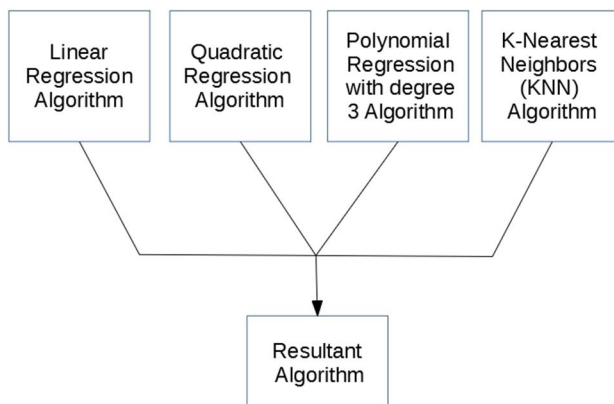 Linear
Regression
Algorithm
Quadratic
Regression
Algorithm
Polynomial
Regression
with degree
3 Algorithm
K-Nearest
Neighbors
(KNN)
Algorithm
Resultant
Algorithm